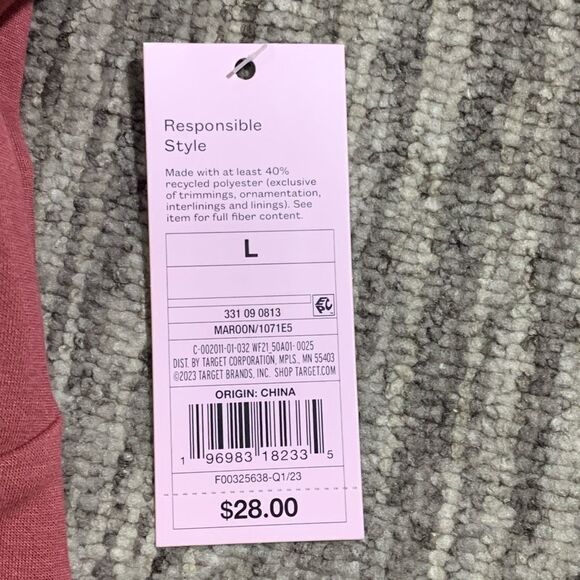 Responsible
Style
Made with at least 40%
recycled polyester (exclusive
of trimmings, ornamentation,
interlinings and linings). See
item for full fiber content.
L
331 09 0813
MAROON/1071E5
C-002011-01-032 WF21_50A01-0025
DIST. BY TARGET CORPORATION, MPLS., MN 55403
©2023 TARGET BRANDS, INC. SHOP TARGET.COM
ORIGIN: CHINA
1 96983 18233 5
F00325638-Q1/23
$28.00